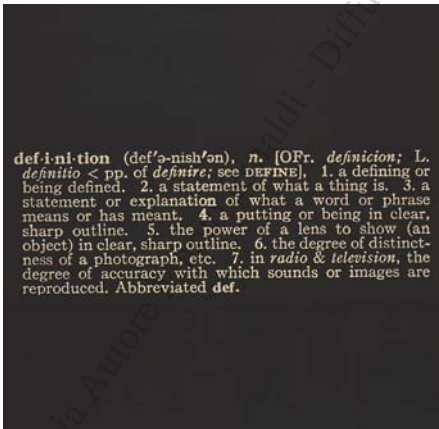 def·i·ni·tion (def′ə-nish′ən), n. [OFr. definicion; L.
definitio < pp. of definire; see DEFINE], 1. a defining or
being defined. 2. a statement of what a thing is. 3. a
statement or explanation of what a word or phrase
means or has meant. 4. a putting or being in clear,
sharp outline. 5. the power of a lens to show (an
object) in clear, sharp outline. 6. the degree of distinct-
ness of a photograph, etc. 7. in radio & television, the
degree of accuracy with which sounds or images are
reproduced. Abbreviated def.
Autore